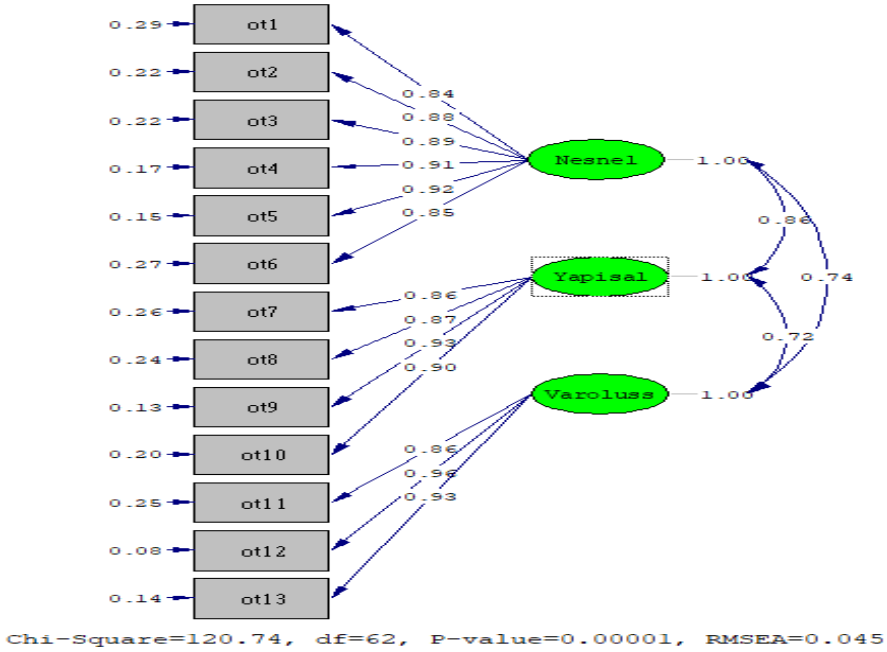 0.29 ot1
0.84
0.22 ot2
0.88
0.22 ot3
0.89
Nesnel 1.00
0.17 ot4
0.91
0.92
0.15 ot5
0.85
0.86
0.27 ot6
Yapisal 1.00
0.74
0.86
0.26 ot7
0.87
0.72
0.93
0.24 ot8
0.90
Varoluss 1.00
0.13 ot9
0.20 ot10
0.86
0.96
0.25 ot11
0.93
0.08 ot12
0.14 ot13
Chi-Square=120.74, df=62, P-value=0.00001, RMSEA=0.045